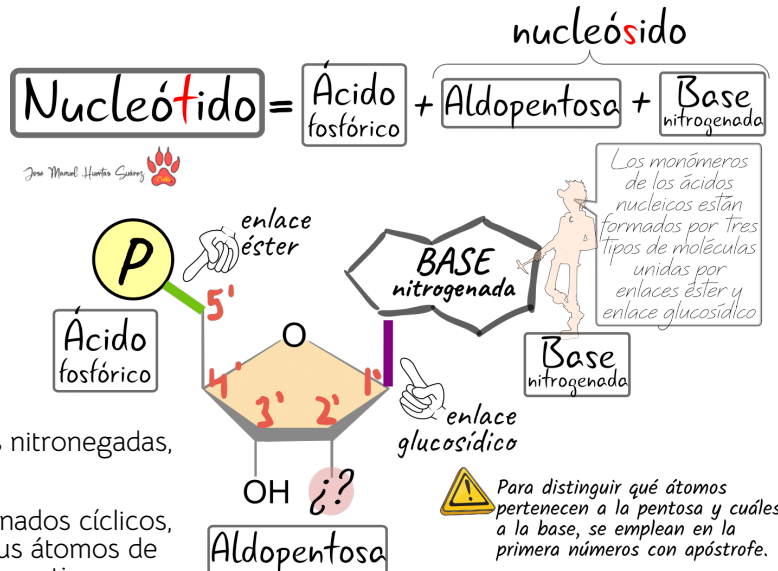 nucleósido
Nucleótido = Ácido fosfórico + Aldopentosa + Base nitrogenada
José Manuel Huertas Suárez
Los monómeros
de los ácidos
nucleicos están
formados por tres
tipos de moléculas
unidas por
enlaces éster y
enlace glucosídico
enlace
éster
P
5'
BASE
nitrogenada
Ácido
fosfórico
O
Base
nitrogenada
4'
1'
3'
2'
enlace
glucosídico
s nitronegadas,
OH ¿?
nados cíclicos,
us átomos de
Aldopentosa
Para distinguir qué átomos
pertenecen a la pentosa y cuáles
a la base, se emplean en la
primera números con apóstrofe.